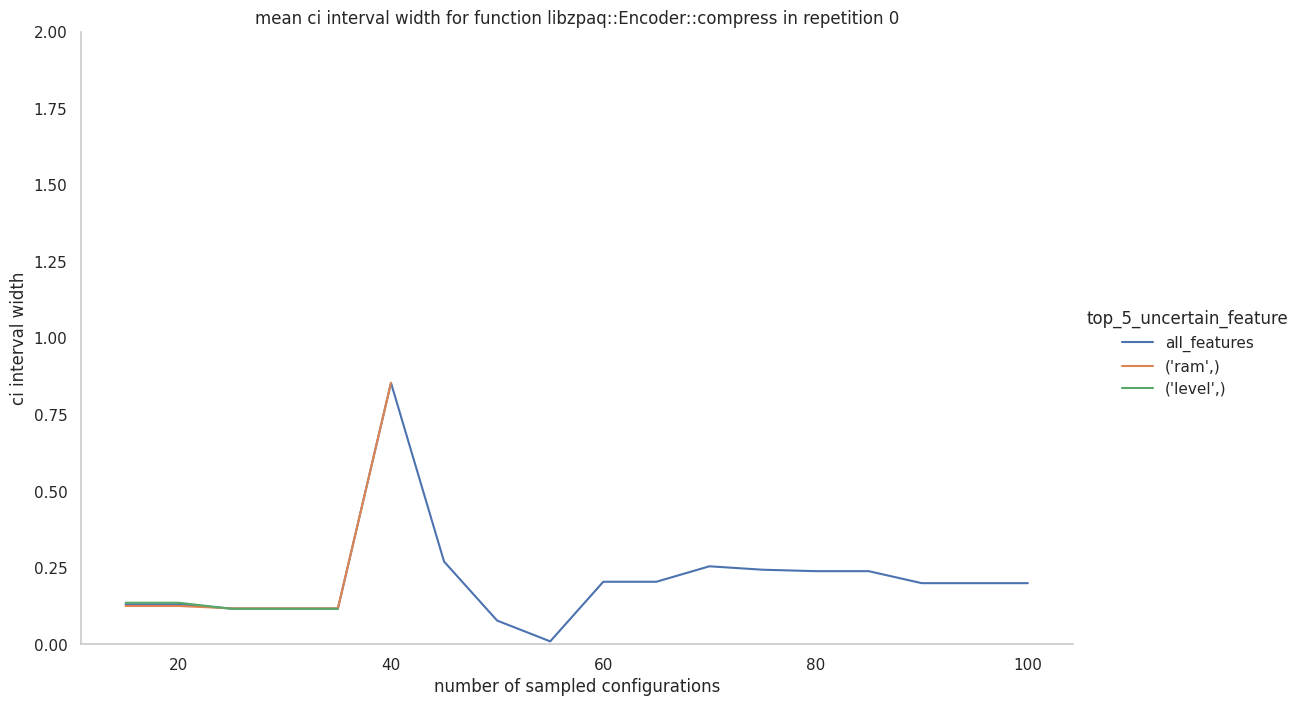 mean ci interval width for function libzpaq::Encoder::compress in repetition 0
2.00
1.75
1.50
1.25
1.00
0.75
0.50
0.25
0.00
ci interval width
20 40 60 80 100
number of sampled configurations
top_5_uncertain_feature
all_features
('ram',)
('level',)